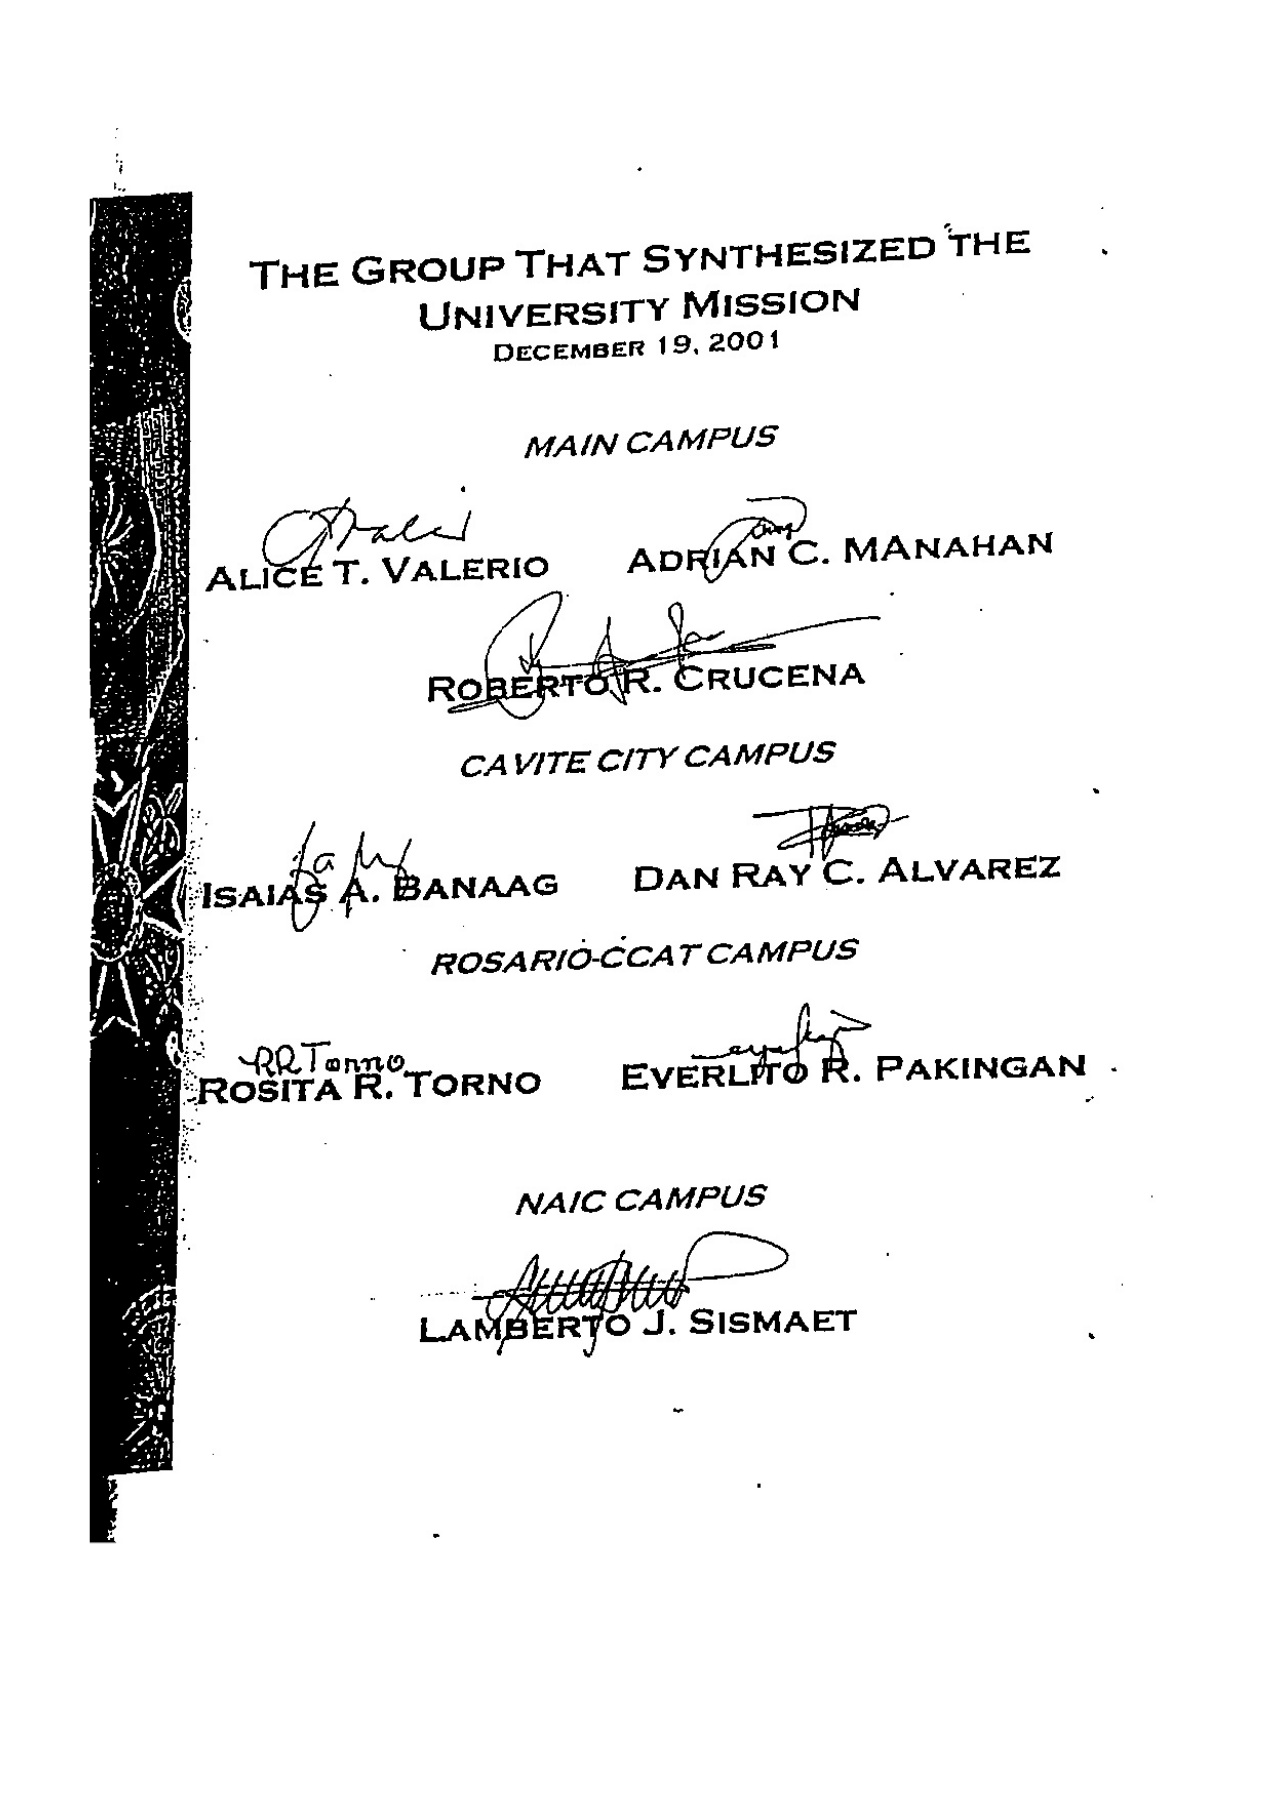 THE GROUP THAT SYNTHESIZED THE
UNIVERSITY MISSION
DECEMBER 19, 2001
MAIN CAMPUS
ALICE T. VALERIO ADRIAN C. MANAHAN
ROBERTO R. CRUCENA
CAVITE CITY CAMPUS
ISAIAS A. BANAAG DAN RAY C. ALVAREZ
ROSARIO-CCAT CAMPUS
RRTorno
ROSITA R. TORNO EVERLITO R. PAKINGAN
NAIC CAMPUS
LAMBERTO J. SISMAET